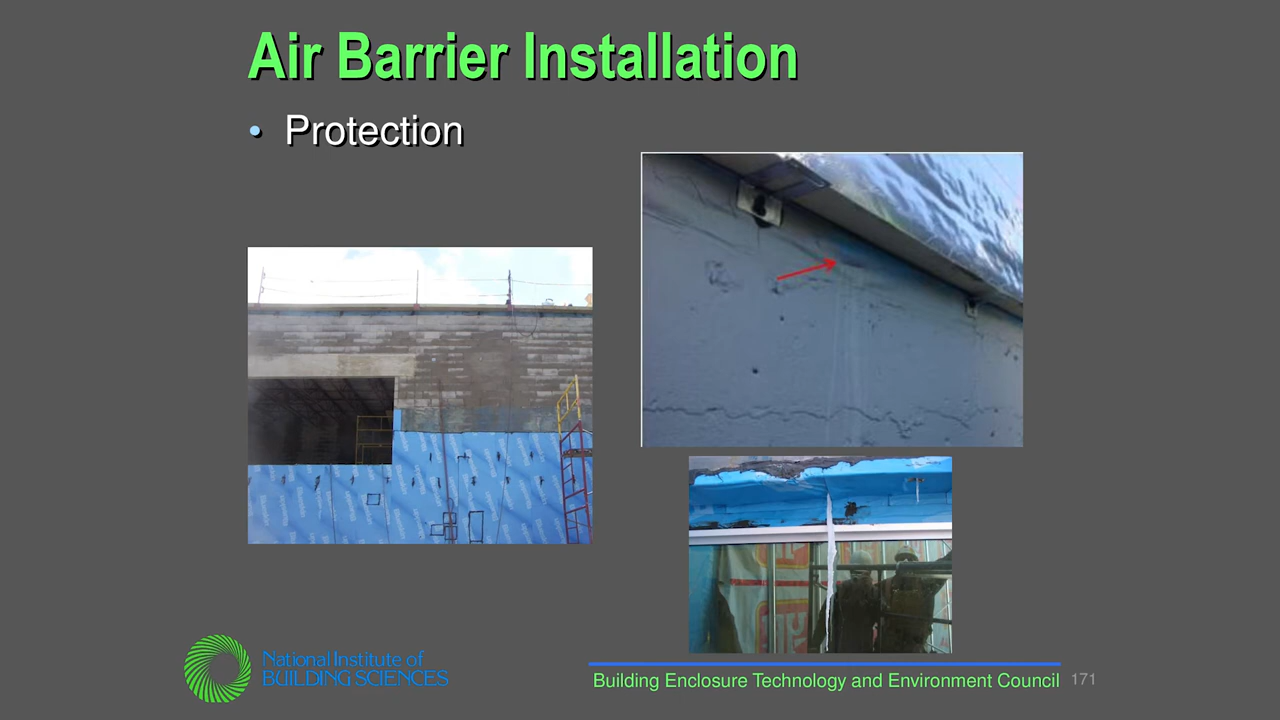 Air Barrier Installation
• Protection
National Institute of
BUILDING SCIENCES
Building Enclosure Technology and Environment Council
171